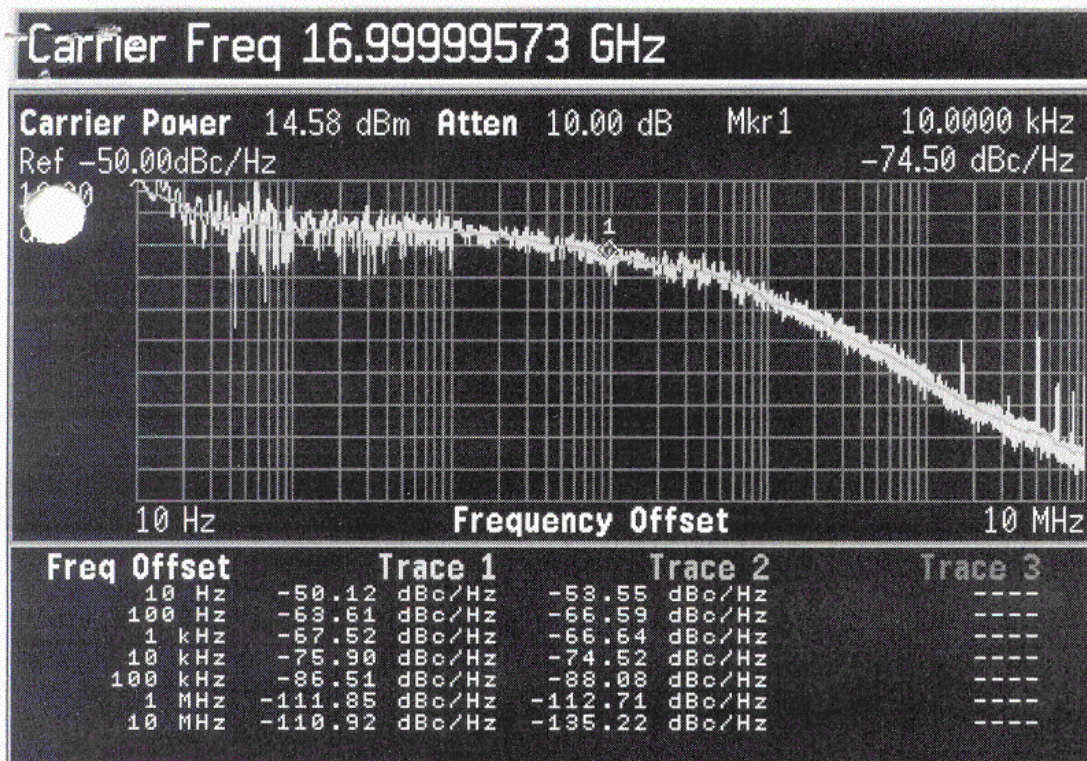 Carrier Freq 16.99999573 GHz
Carrier Power 14.58 dBm Atten 10.00 dB Mkr1 10.0000 kHz
Ref -50.00dBc/Hz -74.50 dBc/Hz
1
10 Hz Frequency Offset 10 MHz
Freq Offset Trace 1 Trace 2 Trace 3
10 Hz -50.12 dBc/Hz -53.55 dBc/Hz ----
100 Hz -63.61 dBc/Hz -66.59 dBc/Hz ----
1 kHz -67.52 dBc/Hz -66.64 dBc/Hz ----
10 kHz -75.90 dBc/Hz -74.52 dBc/Hz ----
100 kHz -86.51 dBc/Hz -88.08 dBc/Hz ----
1 MHz -111.85 dBc/Hz -112.71 dBc/Hz ----
10 MHz -110.92 dBc/Hz -135.22 dBc/Hz ----